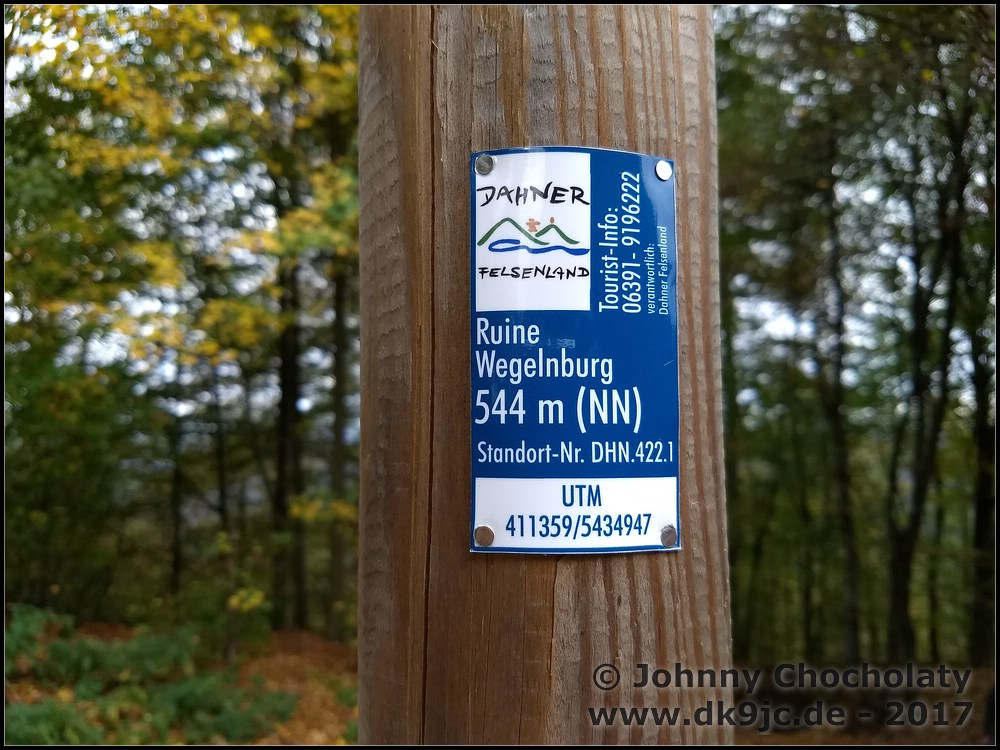 DAHNER
FELSENLAND
Tourist-Info:
06391- 9196222
verantwortlich:
Dahner Felsenland
Ruine
Wegelnburg
544 m (NN)
Standort-Nr. DHN.422.1
UTM
411359/5434947
© Johnny Chocholaty
www.dk9jc.de - 2017